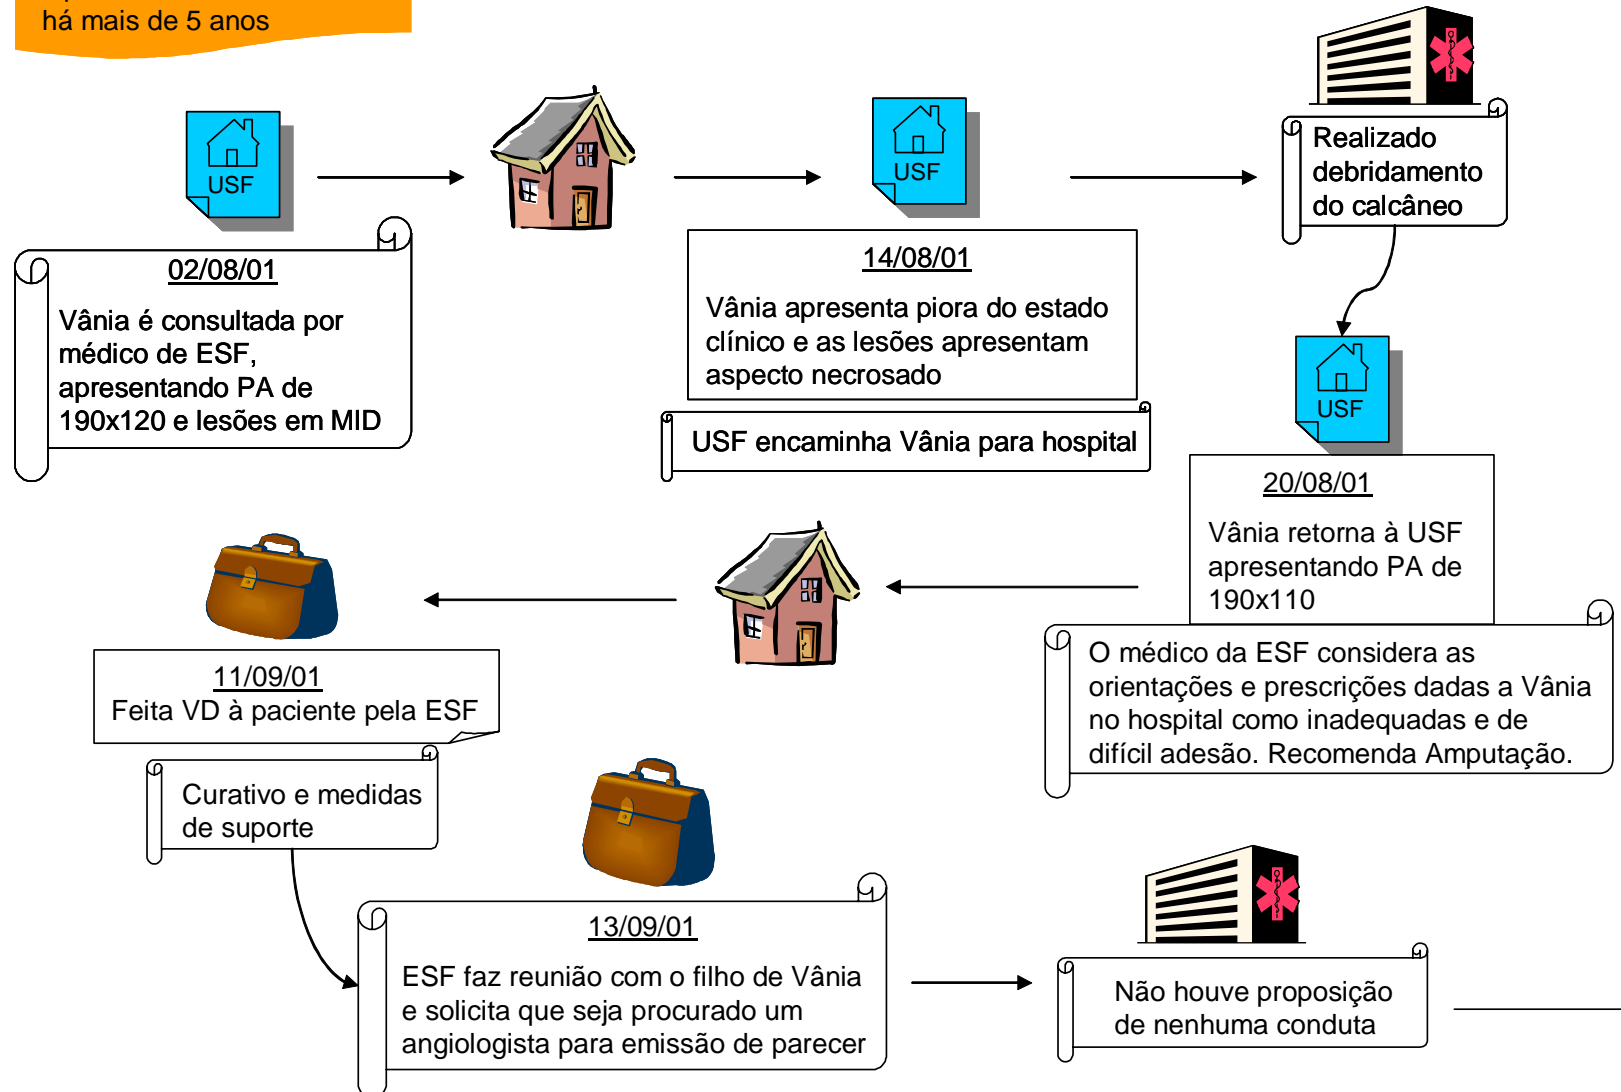 há mais de 5 anos
USF
02/08/01
Vânia é consultada por
médico de ESF,
apresentando PA de
190x120 e lesões em MID
USF
14/08/01
Vânia apresenta piora do estado
clínico e as lesões apresentam
aspecto necrosado
USF encaminha Vânia para hospital
Realizado
debridamento
do calcâneo
USF
20/08/01
Vânia retorna à USF
apresentando PA de
190x110
O médico da ESF considera as
orientações e prescrições dadas a Vânia
no hospital como inadequadas e de
difícil adesão. Recomenda Amputação.
11/09/01
Feita VD à paciente pela ESF
Curativo e medidas
de suporte
13/09/01
ESF faz reunião com o filho de Vânia
e solicita que seja procurado um
angiologista para emissão de parecer
Não houve proposição
de nenhuma conduta